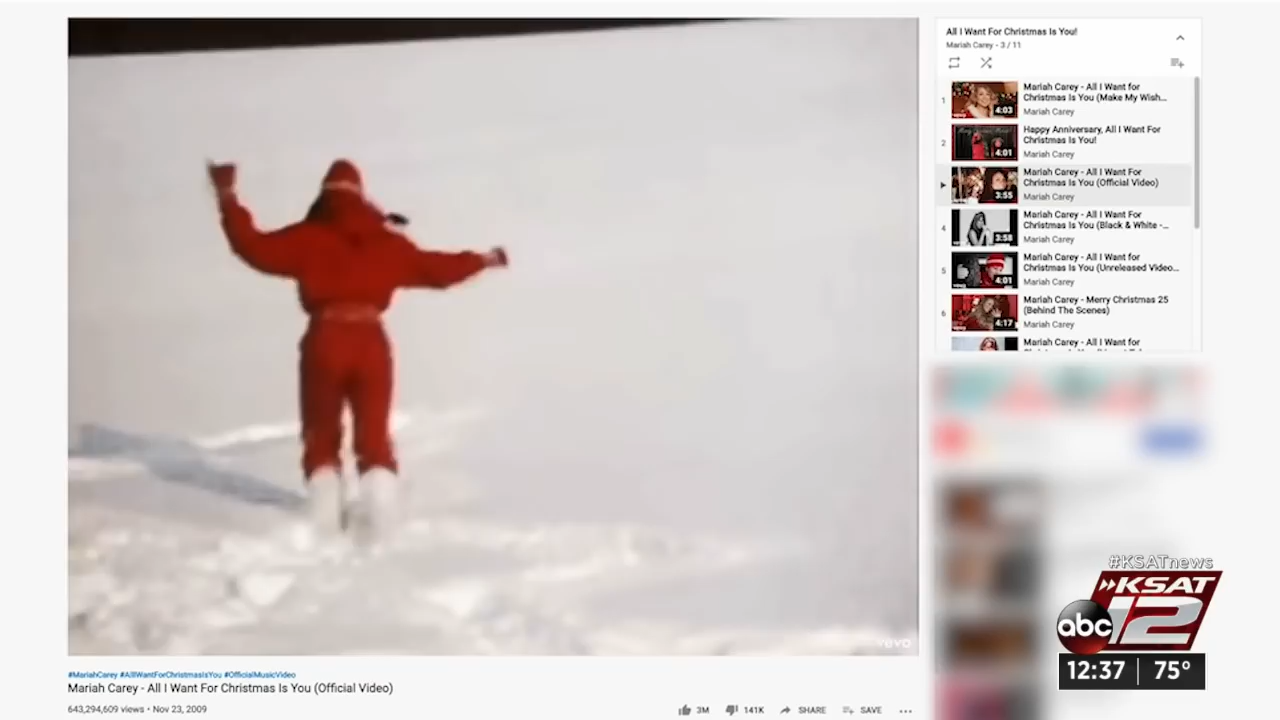 All I Want For Christmas Is You!
Mariah Carey - 3 / 11
1
4:03
Mariah Carey - All I Want for
Christmas Is You (Make My Wish...
Mariah Carey
2
4:01
Happy Anniversary, All I Want For
Christmas Is You!
Mariah Carey
3:55
Mariah Carey - All I Want For
Christmas Is You (Official Video)
Mariah Carey
4
3:58
Mariah Carey - All I Want For
Christmas Is You (Black & White -...
Mariah Carey
5
4:01
Mariah Carey - All I Want for
Christmas Is You (Unreleased Video...
Mariah Carey
6
4:17
Mariah Carey - Merry Christmas 25
(Behind The Scenes)
Mariah Carey
Mariah Carey - All I Want for
vevo
#MariahCarey #AllIWantForChristmasIsYou #OfficialMusicVideo
Mariah Carey - All I Want For Christmas Is You (Official Video)
643,294,609 views • Nov 23, 2009
3M
141K
SHARE
SAVE
#KSATnews
KSAT
abc 12
12:37 75°